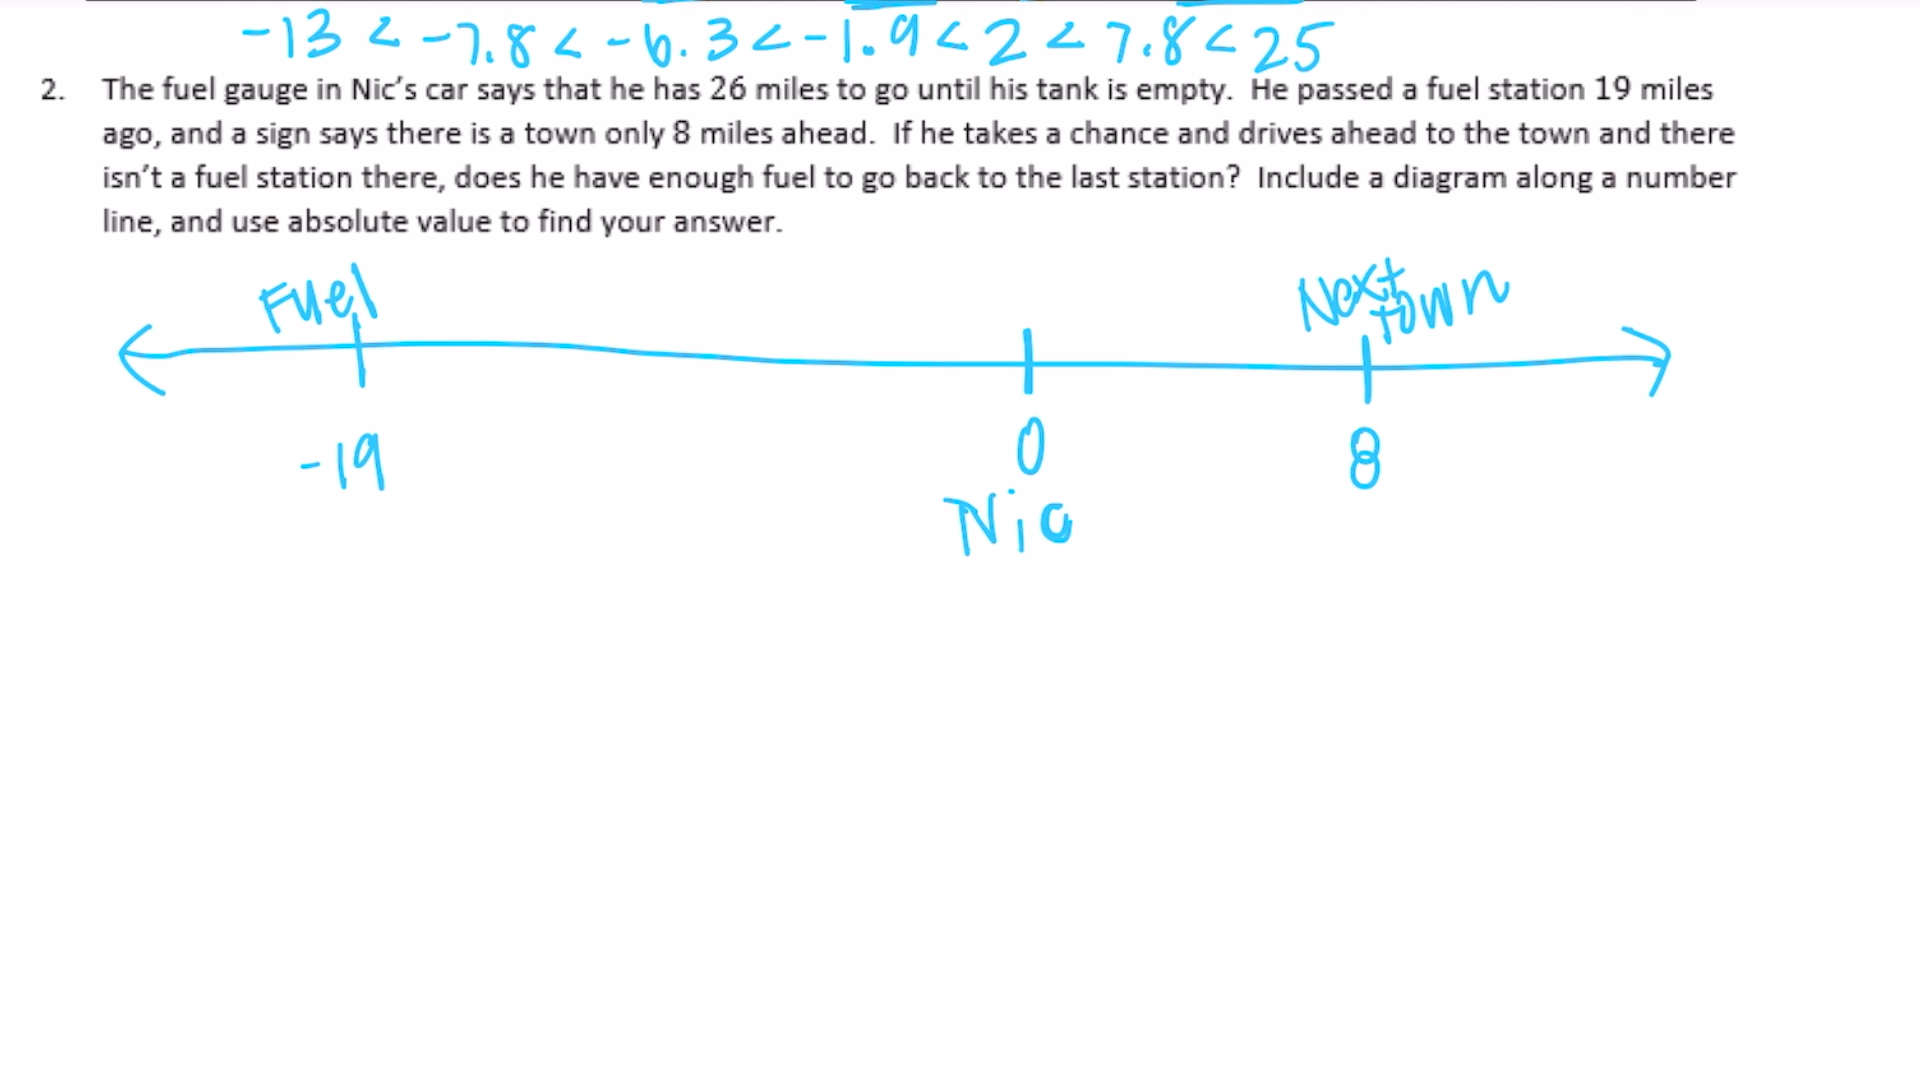 -13 < -7.8 < -6.3 < -1.9 < 2 < 7.8 < 25
2. The fuel gauge in Nic's car says that he has 26 miles to go until his tank is empty. He passed a fuel station 19 miles
ago, and a sign says there is a town only 8 miles ahead. If he takes a chance and drives ahead to the town and there
isn't a fuel station there, does he have enough fuel to go back to the last station? Include a diagram along a number
line, and use absolute value to find your answer.
Fuel
Next
town
-19
0
8
Nic